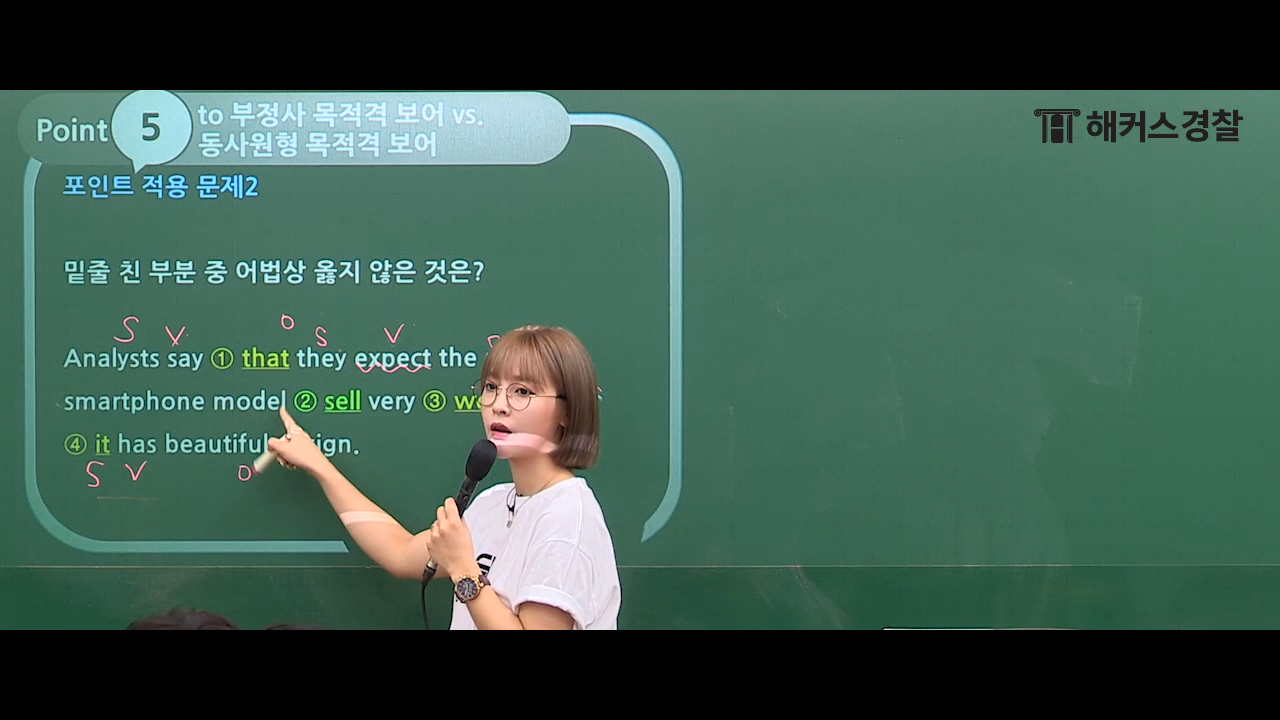 해커스경찰
Point 5 to 부정사 목적격 보어 vs.
동사원형 목적격 보어
포인트 적용 문제2
밑줄 친 부분 중 어법상 옳지 않은 것은?
S V O S V
Analysts say ① that they expect the
smartphone model ② sell very ③
④ it has beautiful
S V O